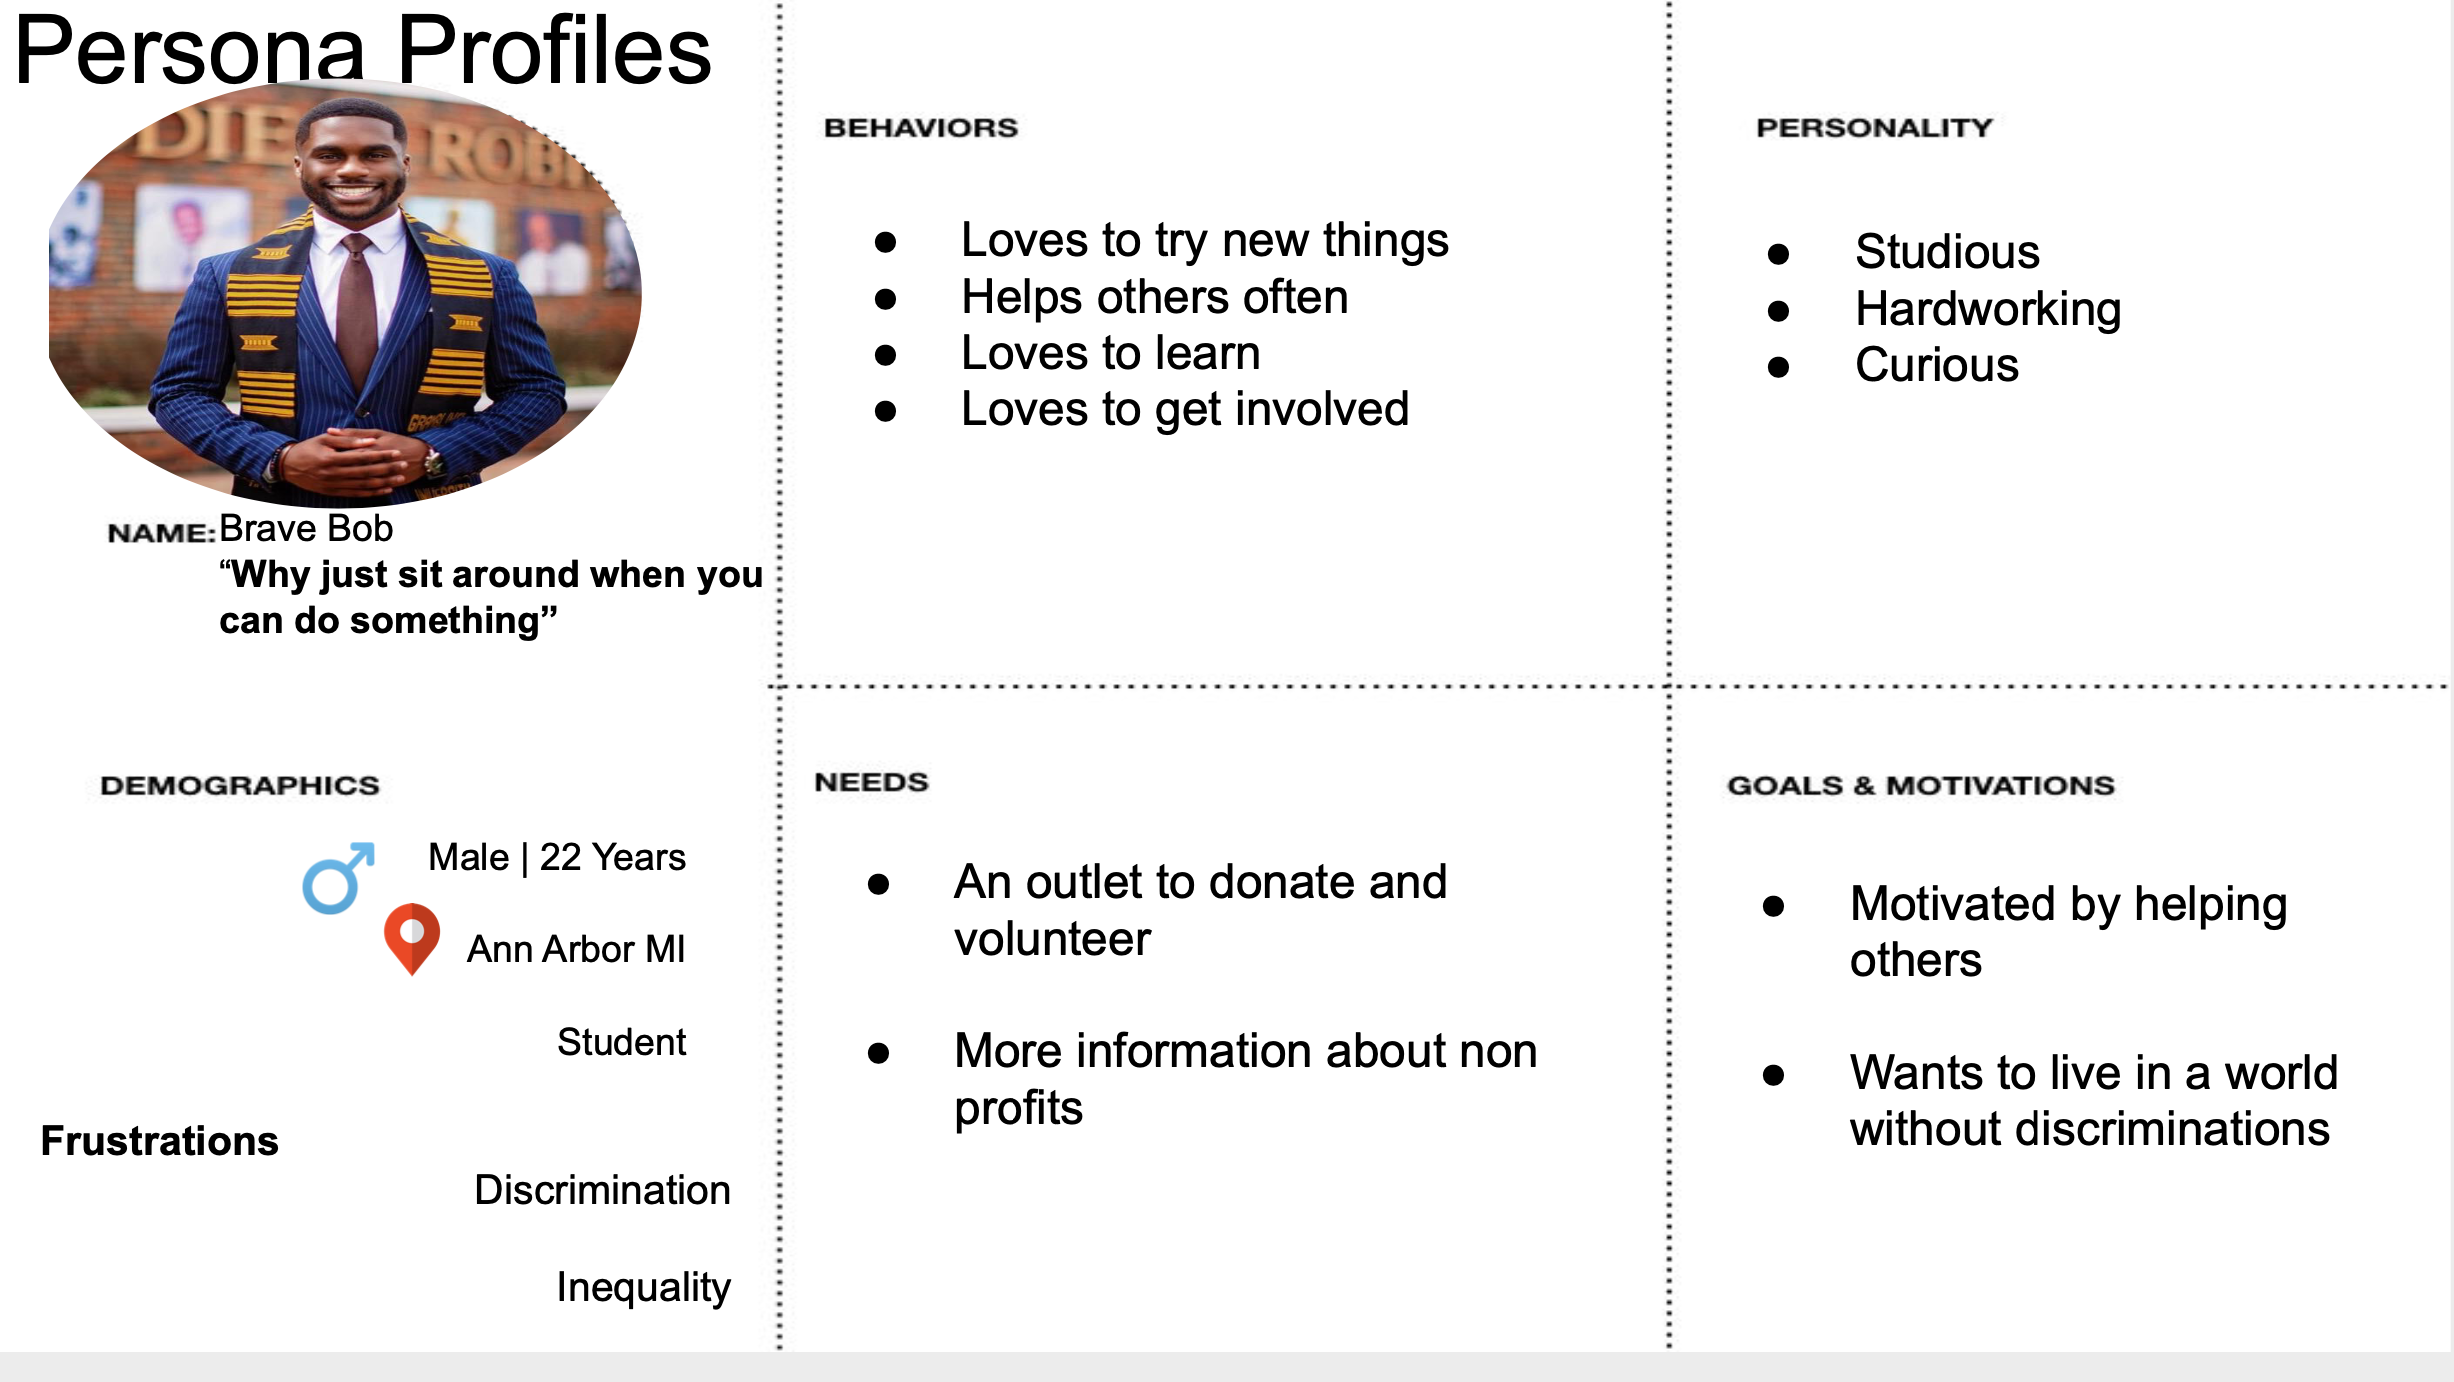 Persona Profiles
DIE ROBI
NAME: Brave Bob
“Why just sit around when you
can do something”
DEMOGRAPHICS
Male | 22 Years
Ann Arbor MI
Student
Frustrations
Discrimination
Inequality
BEHAVIORS
● Loves to try new things
● Helps others often
● Loves to learn
● Loves to get involved
PERSONALITY
● Studious
● Hardworking
● Curious
NEEDS
● An outlet to donate and
volunteer
● More information about non
profits
GOALS & MOTIVATIONS
● Motivated by helping
others
● Wants to live in a world
without discriminations